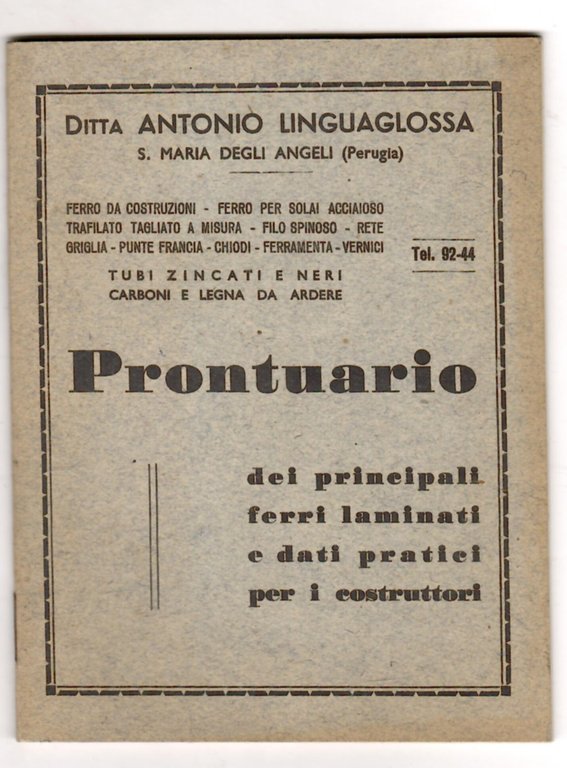 DITTA ANTONIO LINGUAGLOSSA
S. MARIA DEGLI ANGELI (Perugia)
FERRO DA COSTRUZIONI - FERRO PER SOLAI ACCIAIOSO
TRAFILATO TAGLIATO A MISURA - FILO SPINOSO - RETE
GRIGLIA - PUNTE FRANCIA - CHIODI - FERRAMENTA - VERNICI
Tel. 92-44
TUBI ZINCATI E NERI
CARBONI E LEGNA DA ARDERE
Prontuario
dei principali
ferri laminati
e dati pratici
per i costruttori